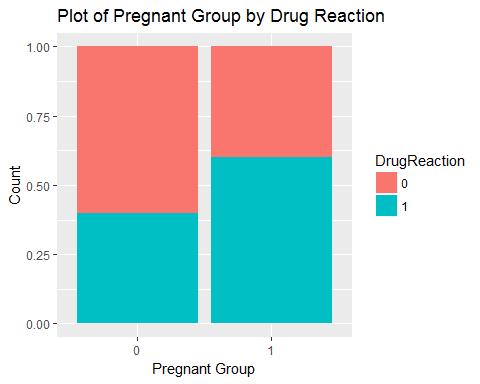 Plot of Pregnant Group by Drug Reaction
1.00
0.75
0.50
0.25
0.00
Count
0 1
Pregnant Group
DrugReaction
0
1